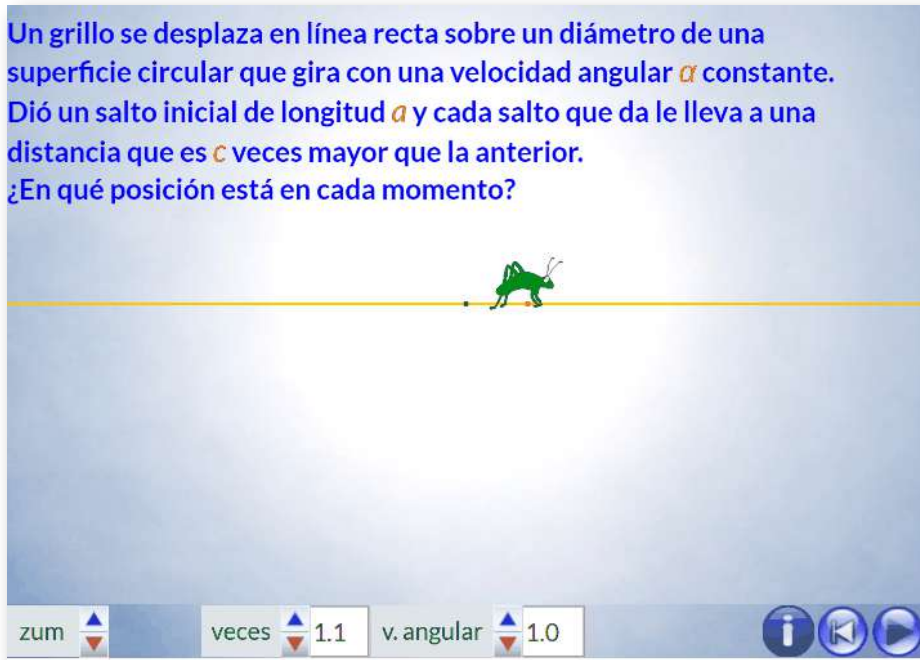 Un grillo se desplaza en línea recta sobre un diámetro de una
superficie circular que gira con una velocidad angular α constante.
Dió un salto inicial de longitud a y cada salto que da le lleva a una
distancia que es c veces mayor que la anterior.
¿En qué posición está en cada momento?
zum veces 1.1 v. angular 1.0 i